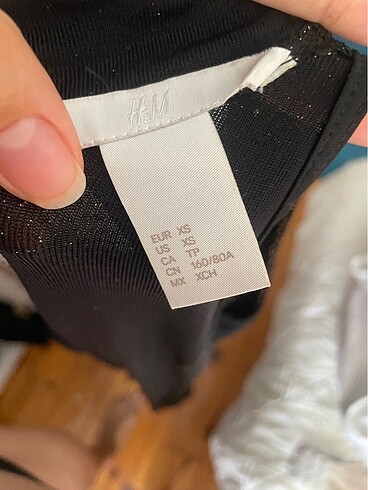 H&M
EUR XS
US XS
CA TP
CN 160/80A
MX XCH